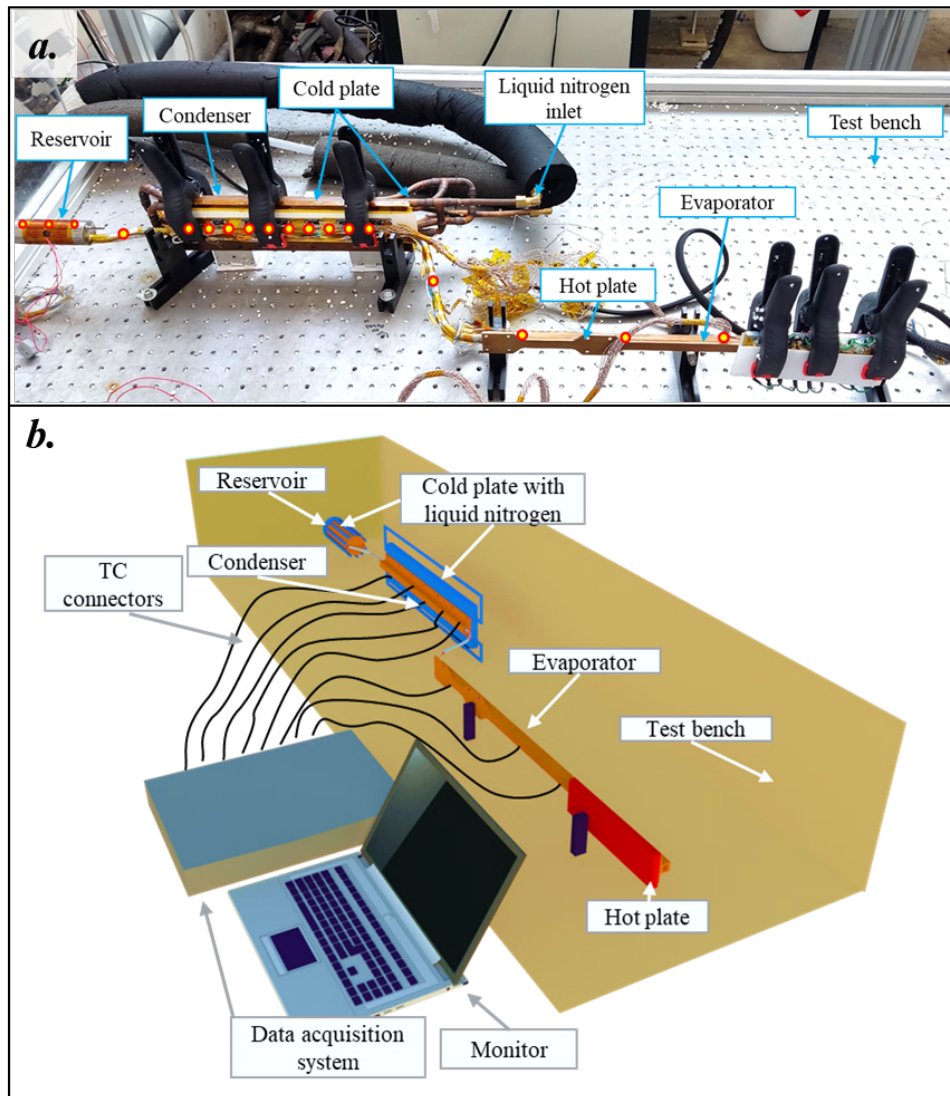 a.
Reservoir
Condenser
Cold plate
Liquid nitrogen
inlet
Test bench
Evaporator
Hot plate
b.
Reservoir
Cold plate with
liquid nitrogen
Condenser
TC
connectors
Evaporator
Test bench
Hot plate
Data acquisition
system
Monitor